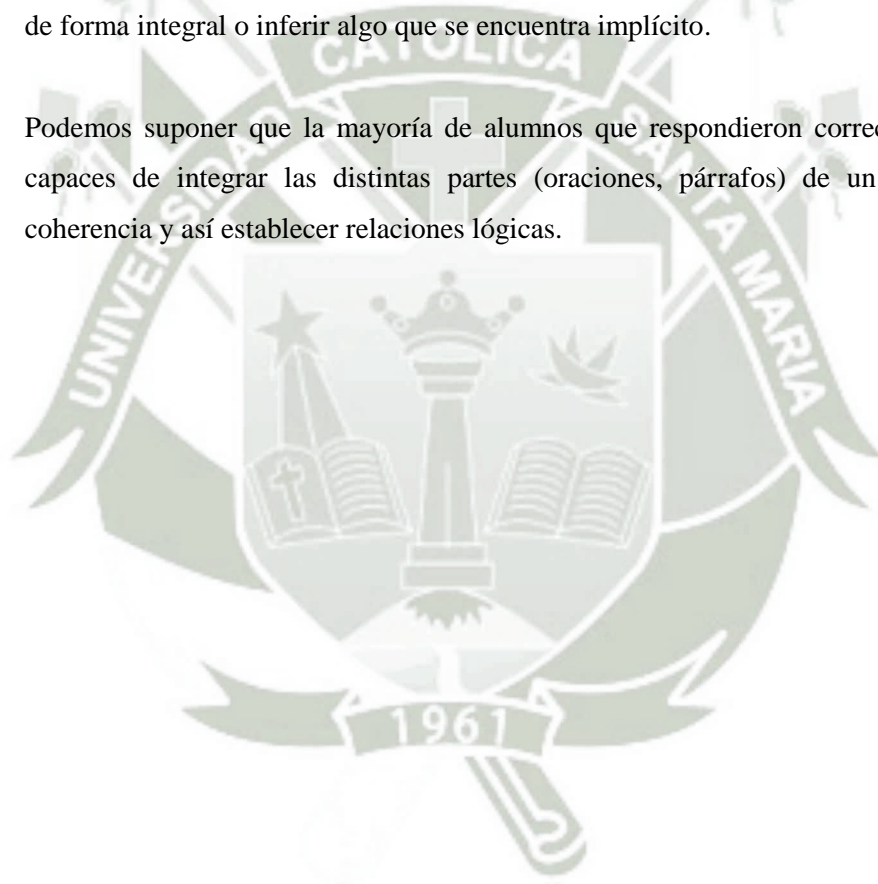 de forma integral o inferir algo que se encuentra implícito.
Podemos suponer que la mayoría de alumnos que respondieron
capaces de integrar las distintas partes (oraciones, párrafos) de un
coherencia y así establecer relaciones lógicas.
UNIVERSIDAD CATOLICA SANTA MARIA
1961